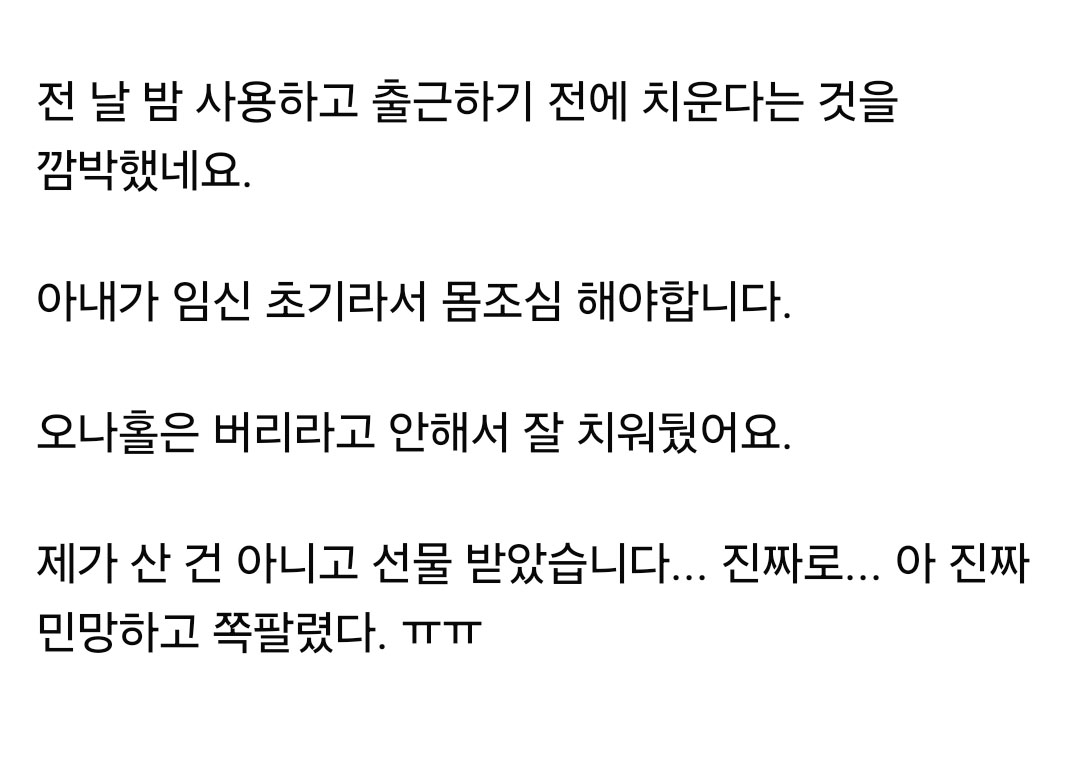 전 날 밤 사용하고 출근하기 전에 치운다는 것을
깜박했네요.
아내가 임신 초기라서 몸조심 해야합니다.
오나홀은 버리라고 안해서 잘 치워뒀어요.
제가 산 건 아니고 선물 받았습니다... 진짜로... 아 진짜
민망하고 쪽팔렸다. ㅠㅠ